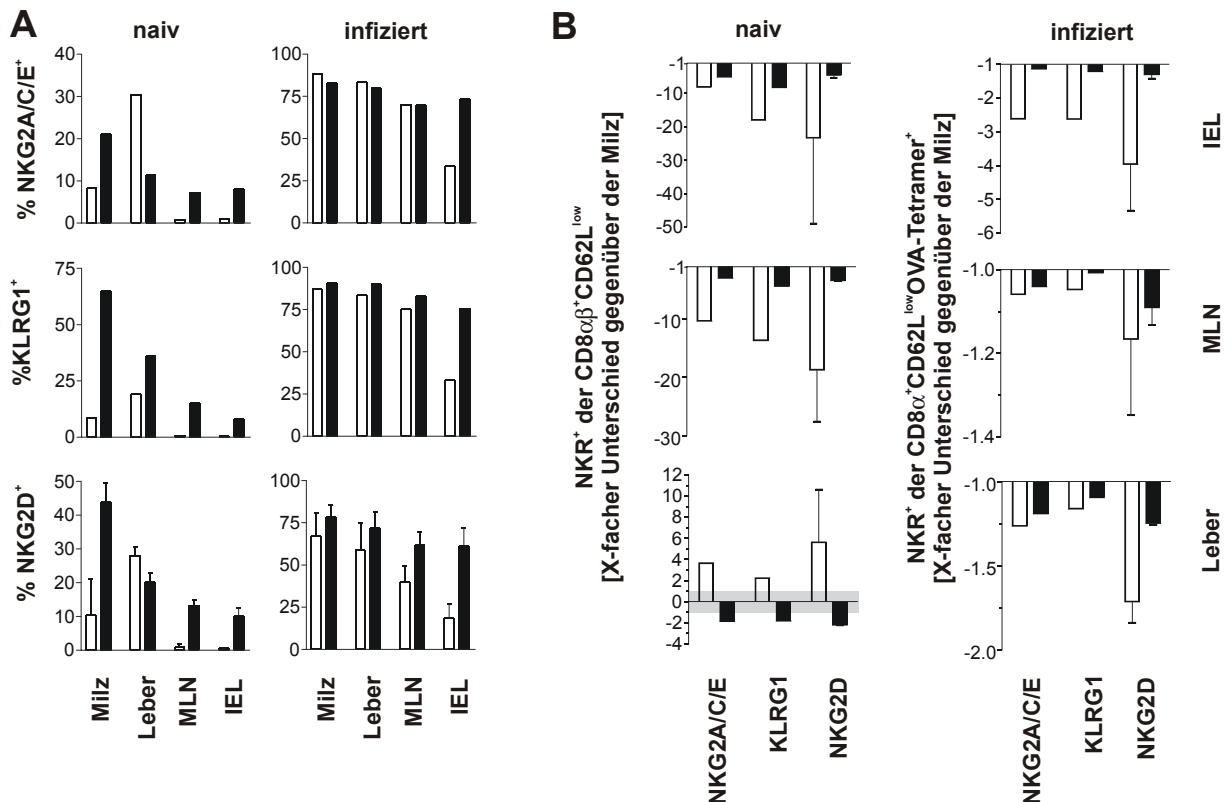 A
naiv
infiziert
% NKG2A/C/E⁺
40
30
20
10
0
100
75
50
25
0
%KLRG1⁺
75
50
25
0
100
75
50
25
0
% NKG2D⁺
50
40
30
20
10
0
100
75
50
25
0
Milz
Leber
MLN
IEL
Milz
Leber
MLN
IEL
B
naiv
infiziert
NKR⁺ der CD8αβ⁺CD62L^low
[X-facher Unterschied gegenüber der Milz]
-1
-10
-20
-30
-40
-50
-1
-10
-20
-30
12
10
8
6
4
2
0
-2
-4
NKG2A/C/E
KLRG1
NKG2D
NKR⁺ der CD8α⁺CD62L^lowOVA-Tetramer⁺
[X-facher Unterschied gegenüber der Milz]
-1
-2
-3
-4
-5
-6
-1.0
-1.2
-1.4
-1.0
-1.5
-2.0
NKG2A/C/E
KLRG1
NKG2D
IEL
MLN
Leber